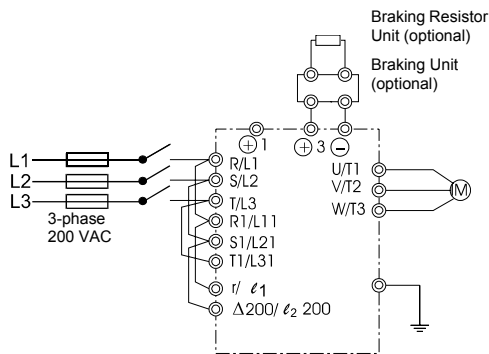 Braking Resistor
Unit (optional)
Braking Unit
(optional)
⊕1
⊕3
⊖
L1
L2
L3
3-phase
200 VAC
R/L1
S/L2
T/L3
R1/L11
S1/L21
T1/L31
r/ ℓ1
Δ200/ ℓ2 200
U/T1
V/T2
W/T3
M